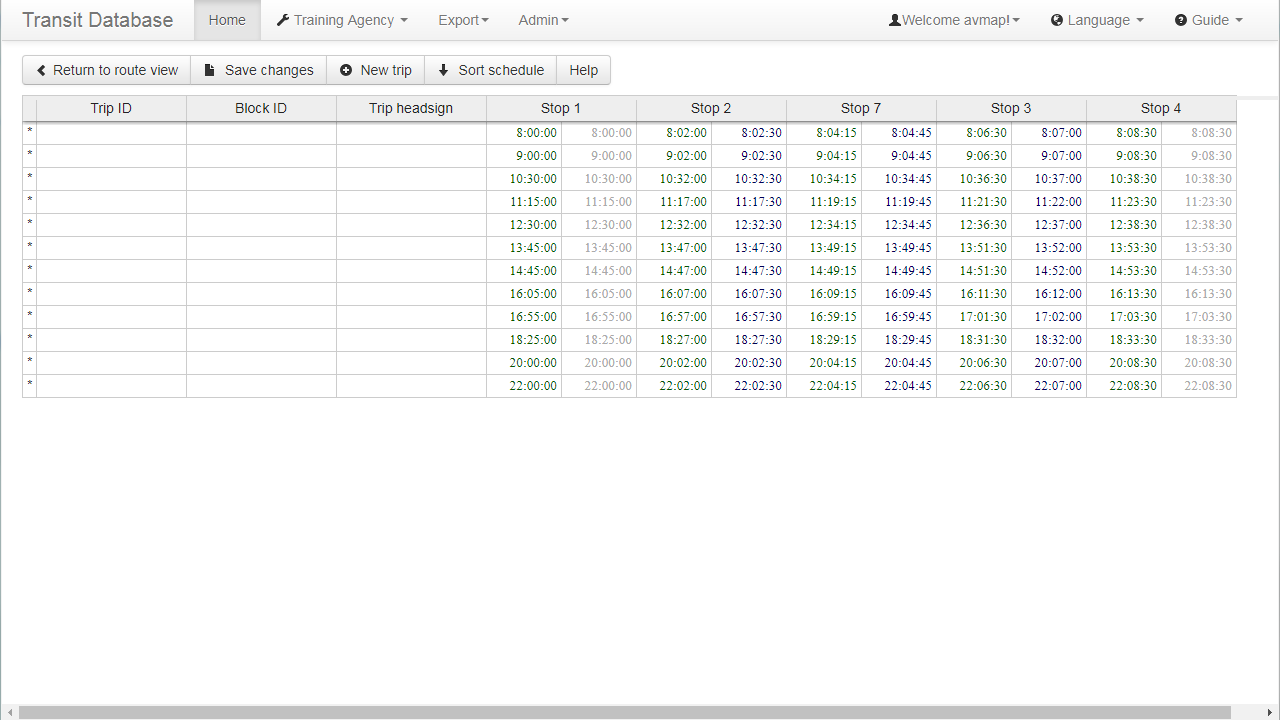 Transit Database Home Training Agency Export Admin Welcome avmap! Language Guide
Return to route view Save changes New trip Sort schedule Help
Trip ID Block ID Trip headsign Stop 1 Stop 2 Stop 7 Stop 3 Stop 4
* 8:00:00 8:00:00 8:02:00 8:02:30 8:04:15 8:04:45 8:06:30 8:07:00 8:08:30 8:08:30
* 9:00:00 9:00:00 9:02:00 9:02:30 9:04:15 9:04:45 9:06:30 9:07:00 9:08:30 9:08:30
* 10:30:00 10:30:00 10:32:00 10:32:30 10:34:15 10:34:45 10:36:30 10:37:00 10:38:30 10:38:30
* 11:15:00 11:15:00 11:17:00 11:17:30 11:19:15 11:19:45 11:21:30 11:22:00 11:23:30 11:23:30
* 12:30:00 12:30:00 12:32:00 12:32:30 12:34:15 12:34:45 12:36:30 12:37:00 12:38:30 12:38:30
* 13:45:00 13:45:00 13:47:00 13:47:30 13:49:15 13:49:45 13:51:30 13:52:00 13:53:30 13:53:30
* 14:45:00 14:45:00 14:47:00 14:47:30 14:49:15 14:49:45 14:51:30 14:52:00 14:53:30 14:53:30
* 16:05:00 16:05:00 16:07:00 16:07:30 16:09:15 16:09:45 16:11:30 16:12:00 16:13:30 16:13:30
* 16:55:00 16:55:00 16:57:00 16:57:30 16:59:15 16:59:45 17:01:30 17:02:00 17:03:30 17:03:30
* 18:25:00 18:25:00 18:27:00 18:27:30 18:29:15 18:29:45 18:31:30 18:32:00 18:33:30 18:33:30
* 20:00:00 20:00:00 20:02:00 20:02:30 20:04:15 20:04:45 20:06:30 20:07:00 20:08:30 20:08:30
* 22:00:00 22:00:00 22:02:00 22:02:30 22:04:15 22:04:45 22:06:30 22:07:00 22:08:30 22:08:30